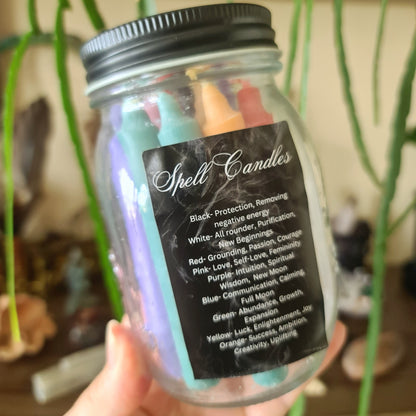 Spell Candles
Black- Protection, Removing
negative energy
White- All rounder, Purification,
New Beginnings
Red- Grounding, Passion, Courage
Pink- Love, Self-Love, Femininity
Purple- Intuition, Spiritual
Wisdom, New Moon
Blue- Communication, Calming,
Full Moon
Green- Abundance, Growth,
Expansion
Yellow- Luck, Enlightenment, Joy
Orange- Success, Ambition,
Creativity, Uplifting